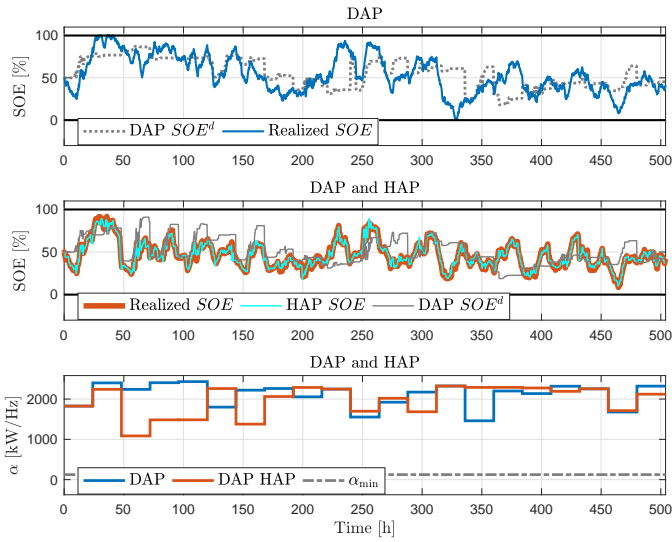 DAP
100
50
0
SOE [%]
DAP SOE^d
Realized SOE
0 50 100 150 200 250 300 350 400 450 500
DAP and HAP
100
50
0
SOE [%]
Realized SOE
HAP SOE
DAP SOE^d
0 50 100 150 200 250 300 350 400 450 500
DAP and HAP
2000
1000
0
α [kW/Hz]
DAP
DAP HAP
α_min
0 50 100 150 200 250 300 350 400 450 500
Time [h]